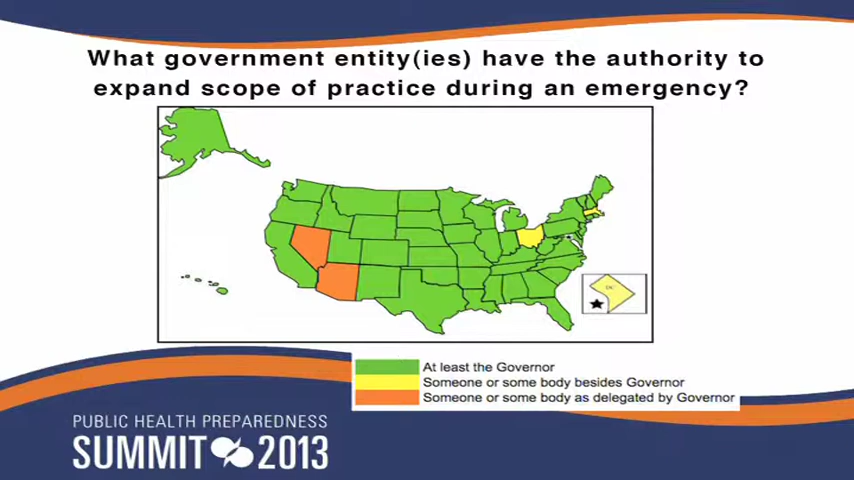 What government entity(ies) have the authority to
expand scope of practice during an emergency?
DC
At least the Governor
Someone or some body besides Governor
Someone or some body as delegated by Governor
PUBLIC HEALTH PREPAREDNESS
SUMMIT 2013